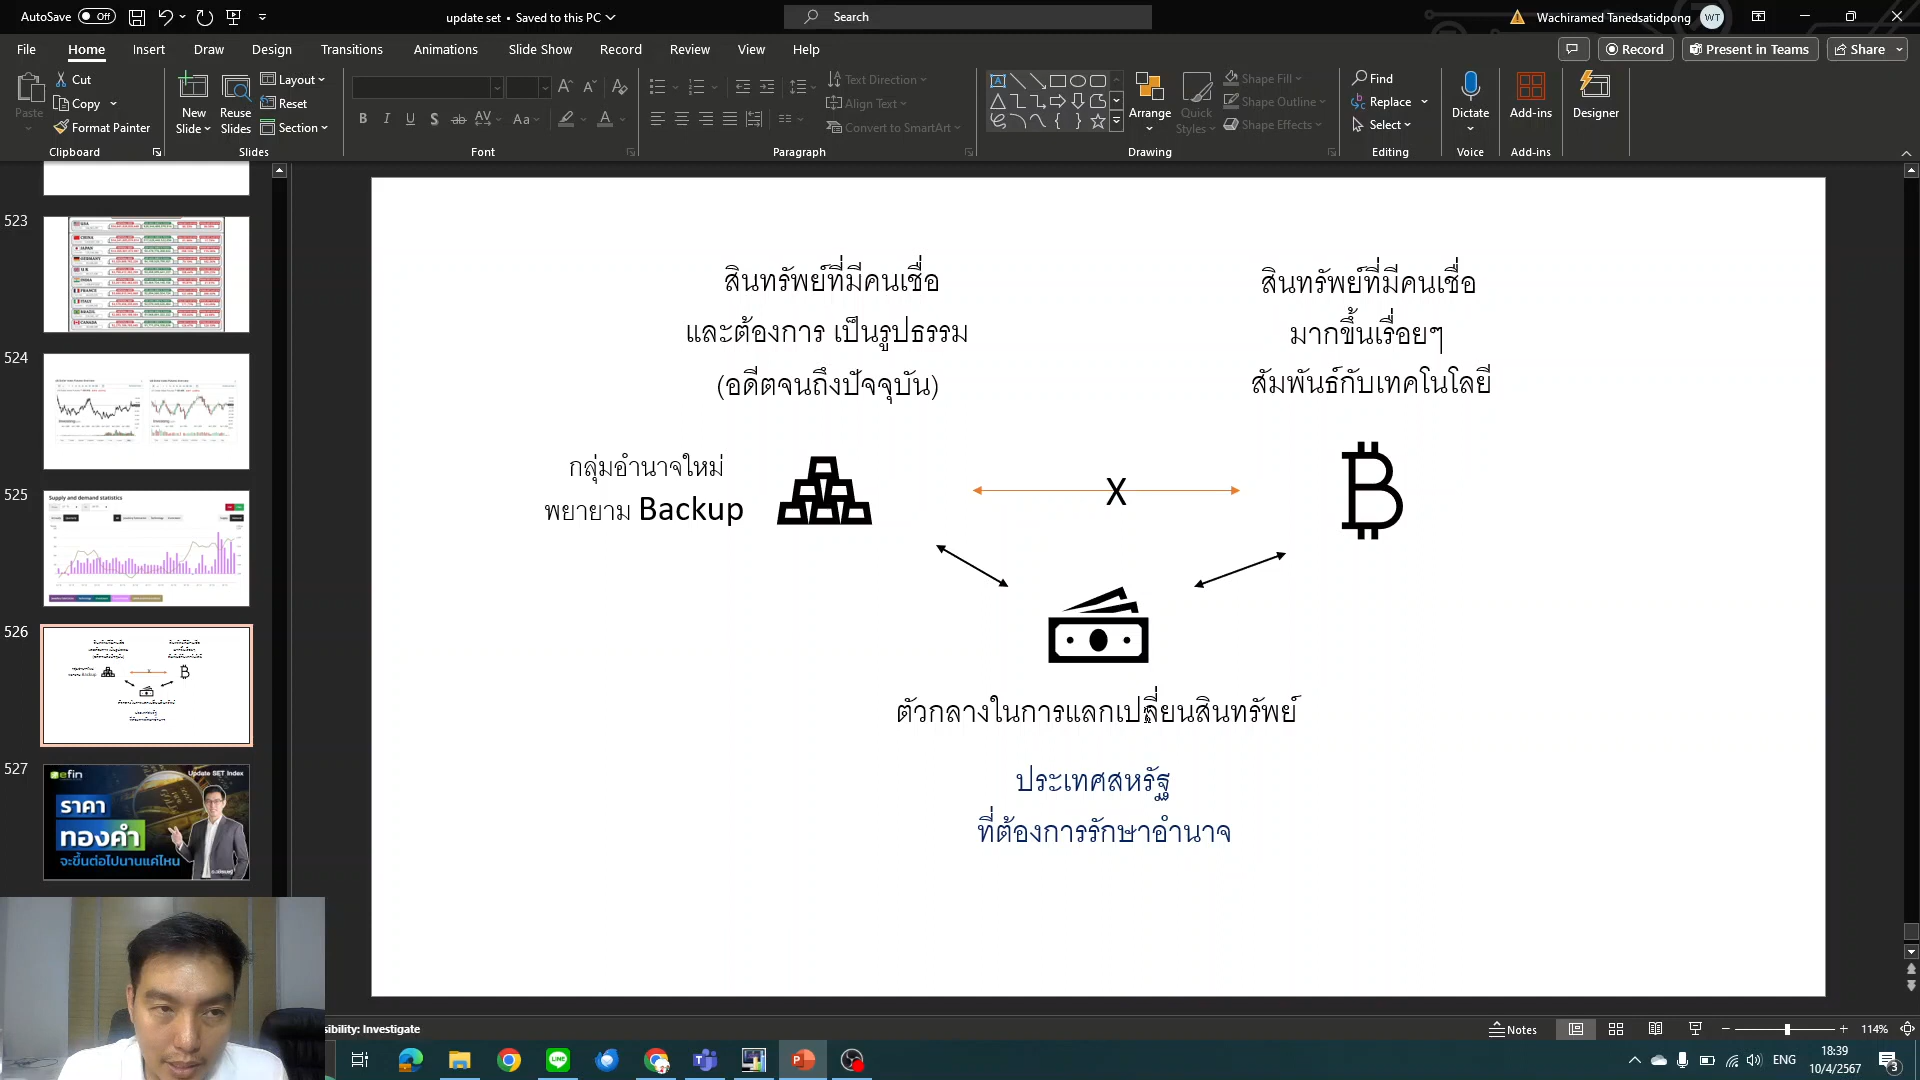 AutoSave Off
update set • Saved to this PC
Search
Wachiramed Tanedsatidpong WT
File Home Insert Draw Design Transitions Animations Slide Show Record Review View Help
Record Present in Teams Share
Paste
Cut
Copy
Format Painter
Clipboard
New Slide
Reuse Slides
Layout
Reset
Section
Slides
Font
Text Direction
Align Text
Convert to SmartArt
Paragraph
Arrange
Quick Styles
Shape Fill
Shape Outline
Shape Effects
Drawing
Find
Replace
Select
Editing
Dictate
Voice
Add-ins
Add-ins
Designer
523
524
525
Supply and demand statistics
526
527
efin
Update SET Index
ราคา
ทองคำ
จะขึ้นต่อไปนานแค่ไหน
สินทรัพย์ที่มีคนเชื่อ
และต้องการ เป็นรูปธรรม
(อดีตจนถึงปัจจุบัน)
สินทรัพย์ที่มีคนเชื่อ
มากขึ้นเรื่อยๆ
สัมพันธ์กับเทคโนโลยี
กลุ่มอำนาจใหม่
พยายาม Backup
X
ตัวกลางในการแลกเปลี่ยนสินทรัพย์
ประเทศสหรัฐ
ที่ต้องการรักษาอำนาจ
sibility: Investigate
Notes
114%
ENG
18:39
10/4/2567
3